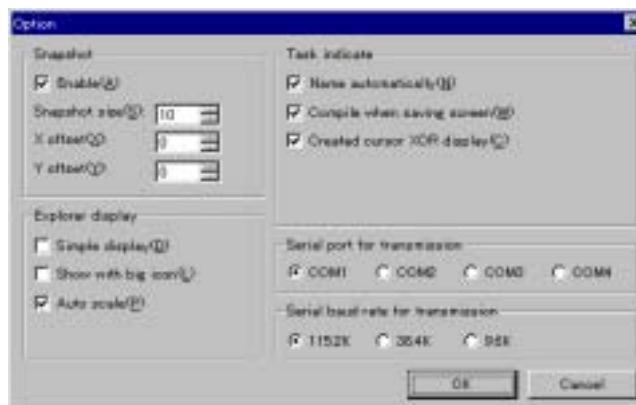 Option
Snapshot
Enable(A)
Snapshot size(S): 10
X offset(X): 0
Y offset(Y): 0
Explorer display
Simple display(D)
Show with big icon(L)
Auto scale(P)
Task indicate
Name automatically(N)
Compile when saving screen(W)
Created cursor XOR display(C)
Serial port for transmission
COM1 COM2 COM3 COM4
Serial baud rate for transmission
115.2K 38.4K 9.6K
OK Cancel